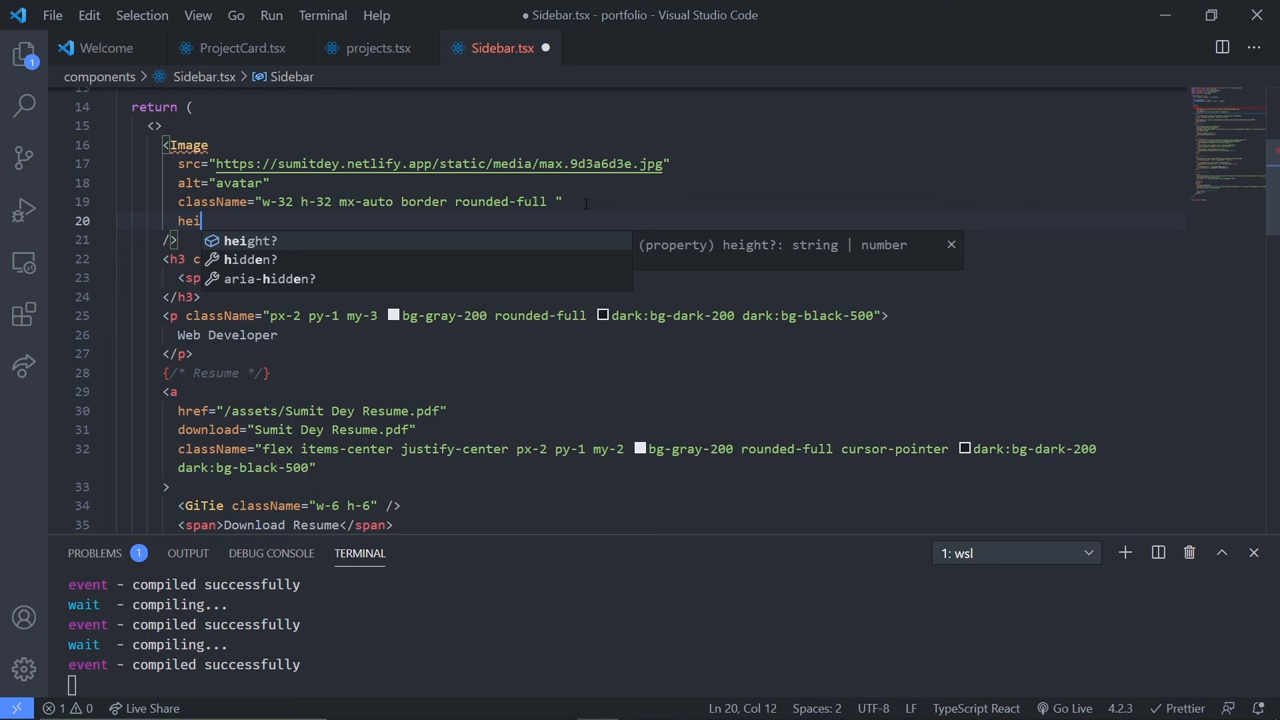 File Edit Selection View Go Run Terminal Help
● Sidebar.tsx - portfolio - Visual Studio Code
Welcome ProjectCard.tsx projects.tsx Sidebar.tsx
components > Sidebar.tsx > Sidebar
13
14 return (
15 <>
16 <Image
17 src="https://sumitdey.netlify.app/static/media/max.9d3a6d3e.jpg"
18 alt="avatar"
19 className="w-32 h-32 mx-auto border rounded-full "
20 hei
21 />
height? (property) height?: string | number
22 <h3 c
hidden?
23 <sp
aria-hidden?
24 </h3>
25 <p className="px-2 py-1 my-3 bg-gray-200 rounded-full dark:bg-dark-200 dark:bg-black-500">
26 Web Developer
27 </p>
28 {/* Resume */}
29 <a
30 href="/assets/Sumit Dey Resume.pdf"
31 download="Sumit Dey Resume.pdf"
32 className="flex items-center justify-center px-2 py-1 my-2 bg-gray-200 rounded-full cursor-pointer dark:bg-dark-200
dark:bg-black-500"
33 >
34 <GiTie className="w-6 h-6" />
35 <span>Download Resume</span>
PROBLEMS 1 OUTPUT DEBUG CONSOLE TERMINAL 1: wsl
event - compiled successfully
wait - compiling...
event - compiled successfully
wait - compiling...
event - compiled successfully
1 0 Live Share Ln 20, Col 12 Spaces: 2 UTF-8 LF TypeScript React Go Live 4.2.3 Prettier
1